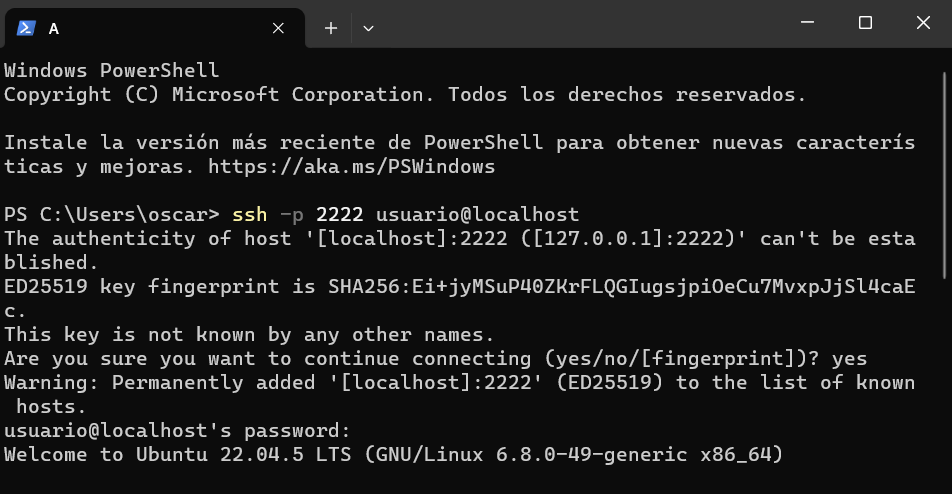 A
Windows PowerShell
Copyright (C) Microsoft Corporation. Todos los derechos reservados.
Instale la versión más reciente de PowerShell para obtener nuevas caracterís
ticas y mejoras. https://aka.ms/PSWindows
PS C:\Users\oscar> ssh -p 2222 usuario@localhost
The authenticity of host '[localhost]:2222 ([127.0.0.1]:2222)' can't be esta
blished.
ED25519 key fingerprint is SHA256:Ei+jyMSuP40ZKrFLQGIugsjpiOeCu7MvxpJjSl4caE
c.
This key is not known by any other names.
Are you sure you want to continue connecting (yes/no/[fingerprint])? yes
Warning: Permanently added '[localhost]:2222' (ED25519) to the list of known
 hosts.
usuario@localhost's password:
Welcome to Ubuntu 22.04.5 LTS (GNU/Linux 6.8.0-49-generic x86_64)